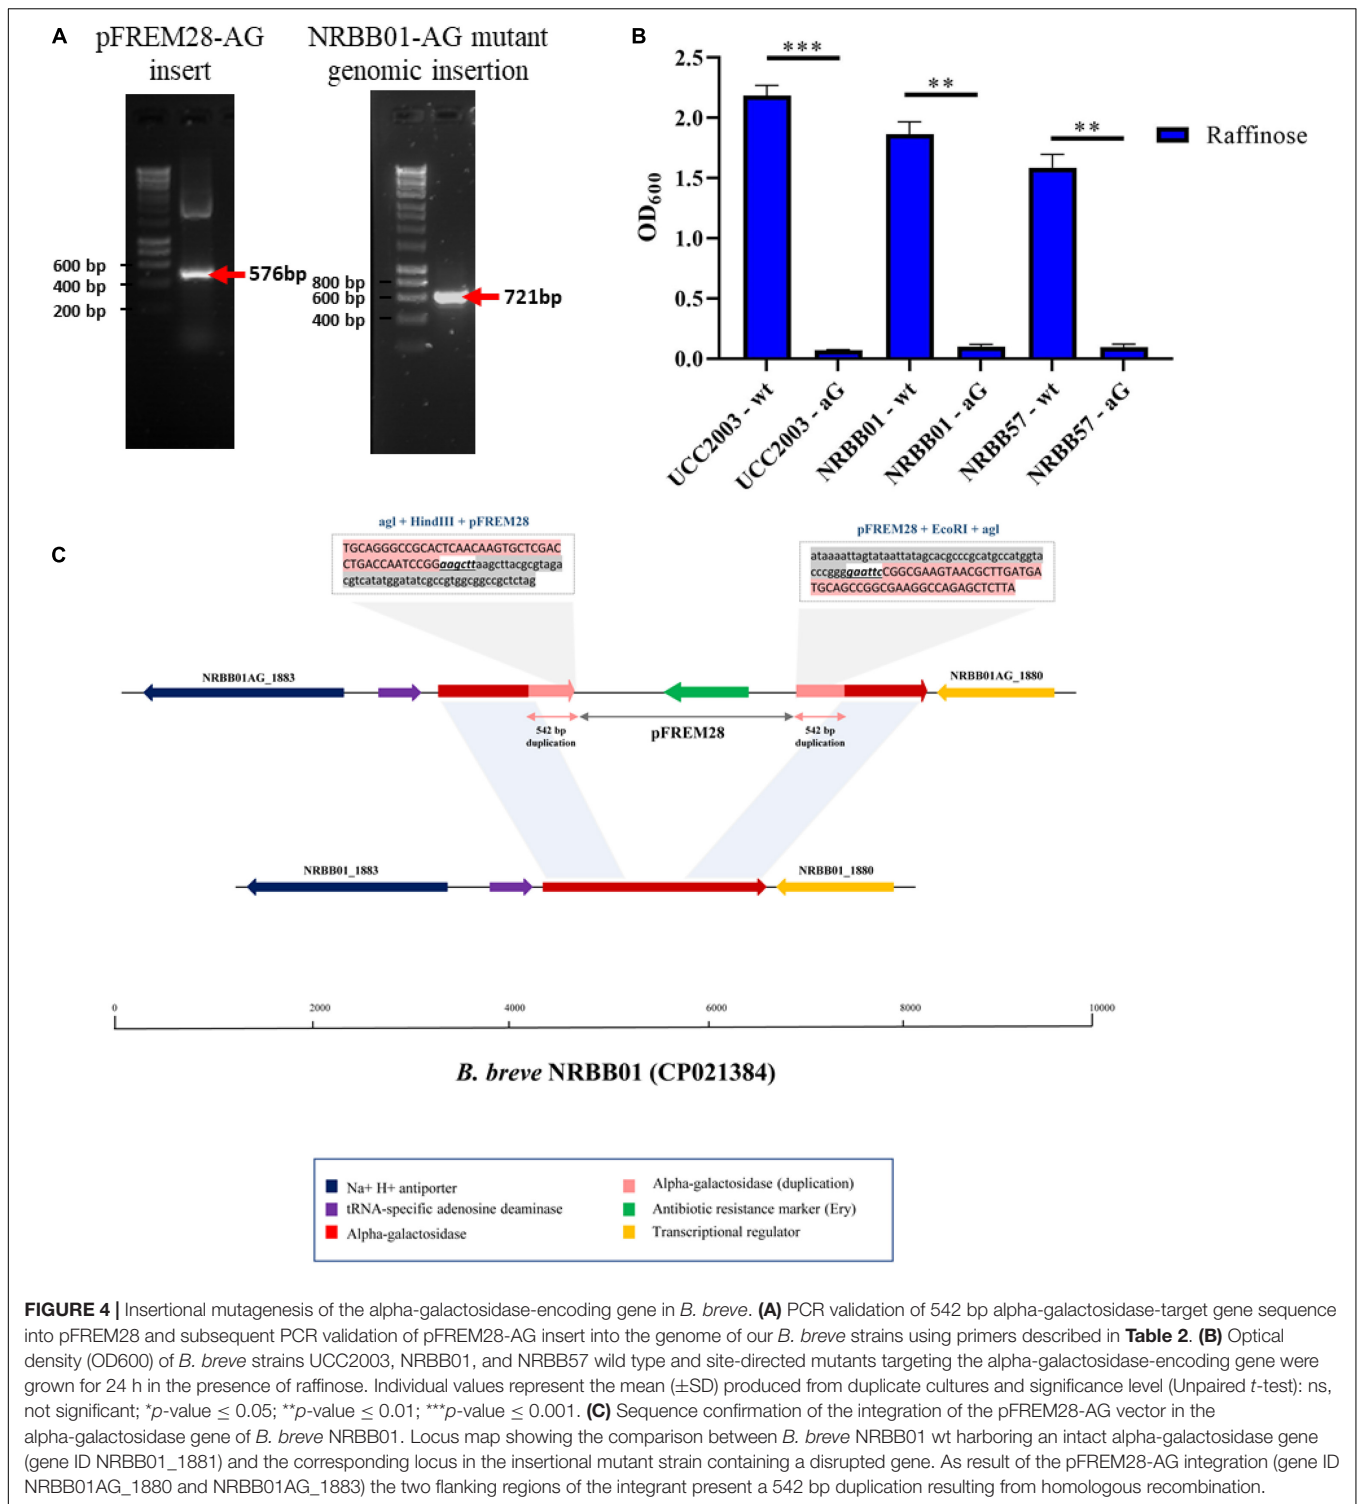 A
pFREM28-AG
insert
NRBB01-AG mutant
genomic insertion
600 bp
400 bp
200 bp
576bp
800 bp
600 bp
400 bp
721bp
B
OD600
2.5
2.0
1.5
1.0
0.5
0.0
***
**
**
Raffinose
UCC2003 - wt
UCC2003 - aG
NRBB01 - wt
NRBB01 - aG
NRBB57 - wt
NRBB57 - aG
C
agl + HindIII + pFREM28
TGCAGGGCCGCACTCAACAAGTGCTCGAC
CTGACCAATCCGGaagcttaagcttacgcgtaga
cgtcatatggatatcgccgtggcggccgctctag
pFREM28 + EcoRI + agl
ataaaattagtataattatagcacgcccgcatgccatggta
cccggggaattcCCGGCGAAGTAACGCTTGATGA
TGCAGCCGGCGAAGGCCAGAGCTCTTA
NRBB01AG_1883
NRBB01AG_1880
542 bp
duplication
pFREM28
542 bp
duplication
NRBB01_1883
NRBB01_1880
0 2000 4000 6000 8000 10000
B. breve NRBB01 (CP021384)
Na+ H+ antiporter
tRNA-specific adenosine deaminase
Alpha-galactosidase
Alpha-galactosidase (duplication)
Antibiotic resistance marker (Ery)
Transcriptional regulator
FIGURE 4 | Insertional mutagenesis of the alpha-galactosidase-encoding gene in B. breve. (A) PCR validation of 542 bp alpha-galactosidase-target gene sequence
into pFREM28 and subsequent PCR validation of pFREM28-AG insert into the genome of our B. breve strains using primers described in Table 2. (B) Optical
density (OD600) of B. breve strains UCC2003, NRBB01, and NRBB57 wild type and site-directed mutants targeting the alpha-galactosidase-encoding gene were
grown for 24 h in the presence of raffinose. Individual values represent the mean (±SD) produced from duplicate cultures and significance level (Unpaired t-test): ns,
not significant; *p-value ≤ 0.05; **p-value ≤ 0.01; ***p-value ≤ 0.001. (C) Sequence confirmation of the integration of the pFREM28-AG vector in the
alpha-galactosidase gene of B. breve NRBB01. Locus map showing the comparison between B. breve NRBB01 wt harboring an intact alpha-galactosidase gene
(gene ID NRBB01_1881) and the corresponding locus in the insertional mutant strain containing a disrupted gene. As result of the pFREM28-AG integration (gene ID
NRBB01AG_1880 and NRBB01AG_1883) the two flanking regions of the integrant present a 542 bp duplication resulting from homologous recombination.